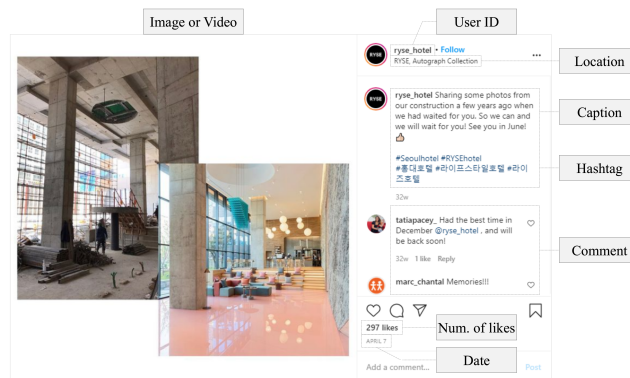 Image or Video
User ID
RYSE
ryse_hotel • Follow
RYSE, Autograph Collection
Location
RYSE
ryse_hotel Sharing some photos from
our construction a few years ago when
we had waited for you. So we can and
we will wait for you! See you in June!
Caption
#Seoulhotel #RYSEhotel
#홍대호텔 #라이프스타일호텔 #라이
즈호텔
Hashtag
32w
tatiapacey_ Had the best time in
December @ryse_hotel , and will
be back soon!
32w 1 like Reply
Comment
marc_chantal Memories!!!
297 likes
Num. of likes
APRIL 7
Date
Add a comment...
Post